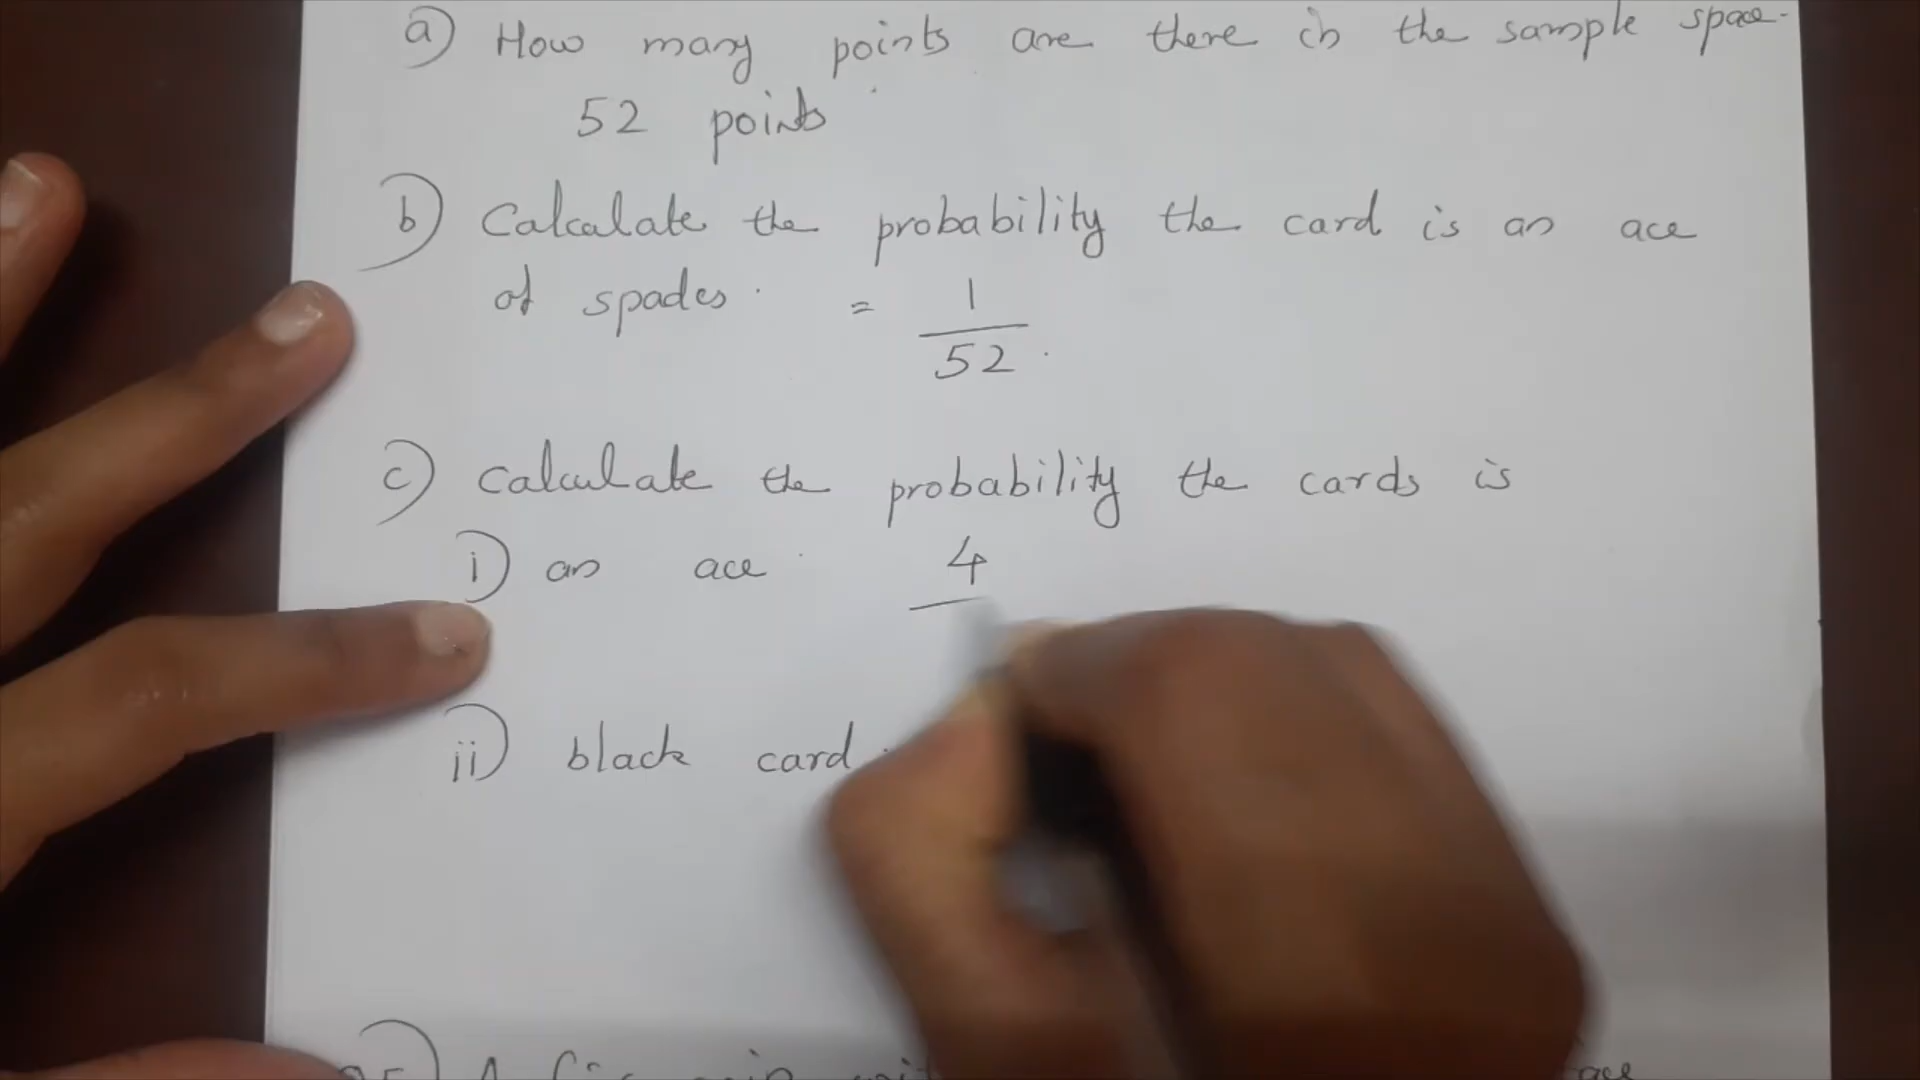 a) How many points are there in the sample space.
52 points
b) Calculate the probability the card is an ace
of spades. = 1/52.
c) Calculate the probability the cards is
i) an ace. 4
ii) black card.